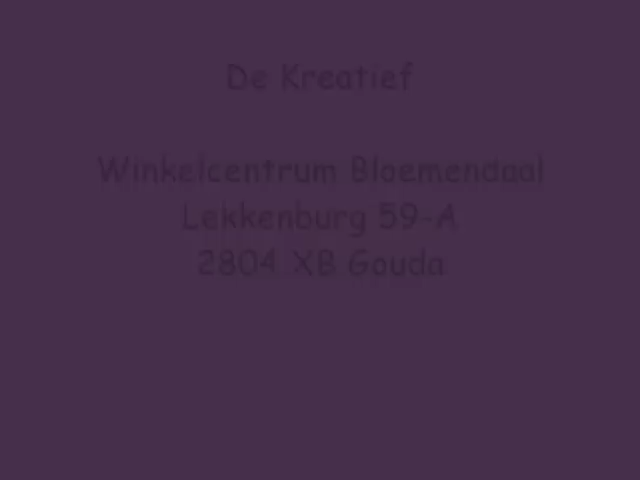 De Kreatief
Winkelcentrum Bloemendaal
Lekkenburg 59-A
2804 XB Gouda